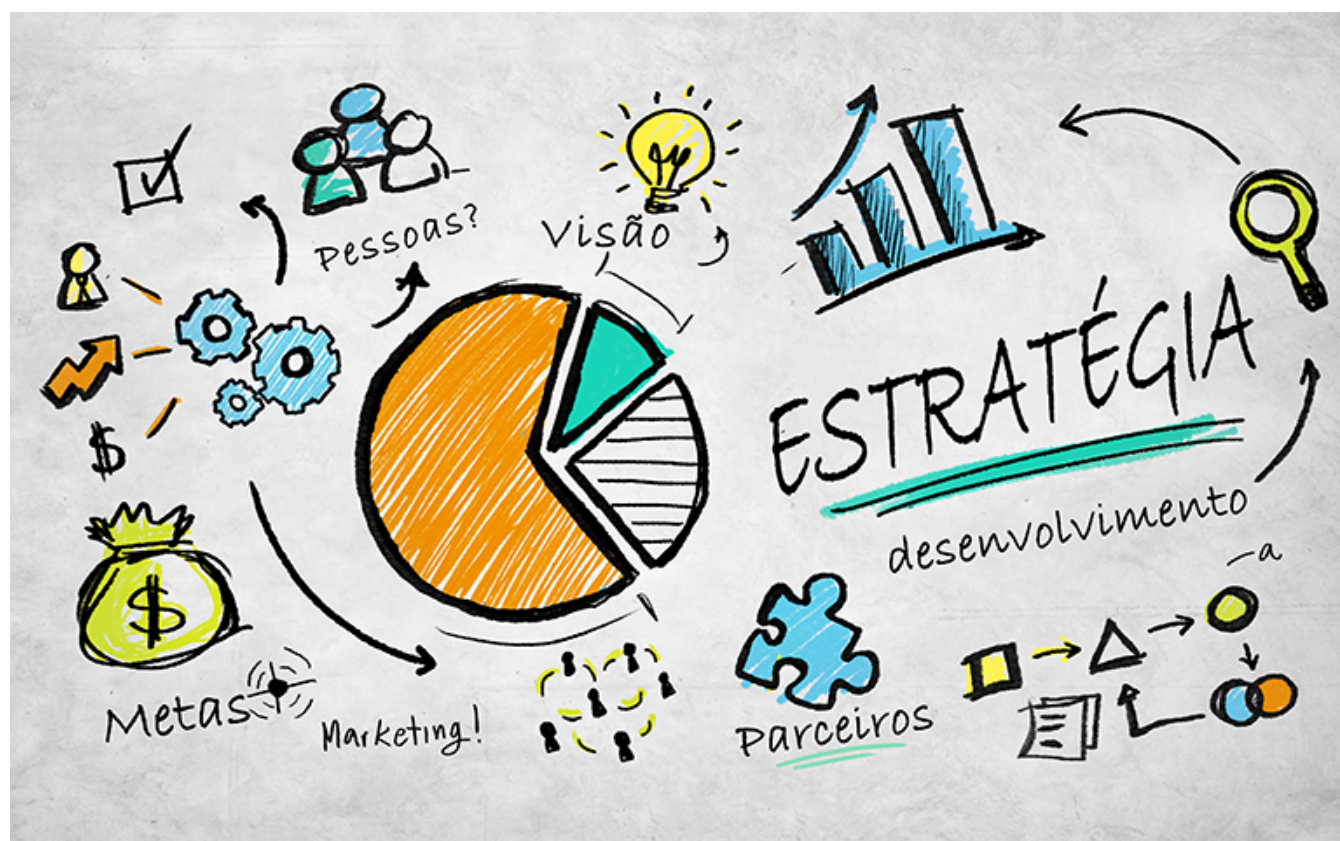 pessoas?
visão
ESTRATÉGIA
desenvolvimento
a
$
$
Metas
Marketing!
parceiros